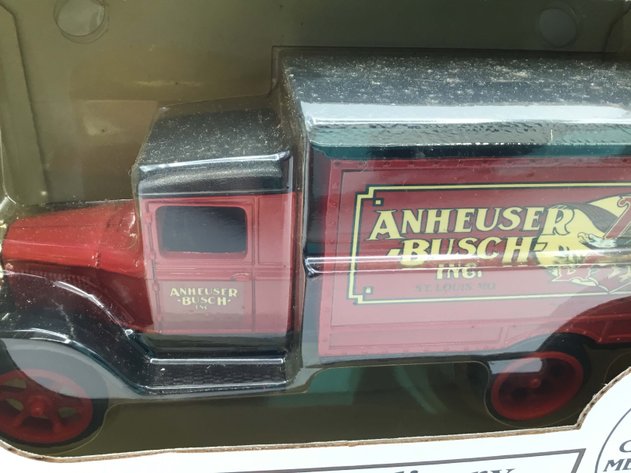 ANHEUSER
BUSCH
INC.
ST. LOUIS MO.
ANHEUSER
-BUSCH-
INC